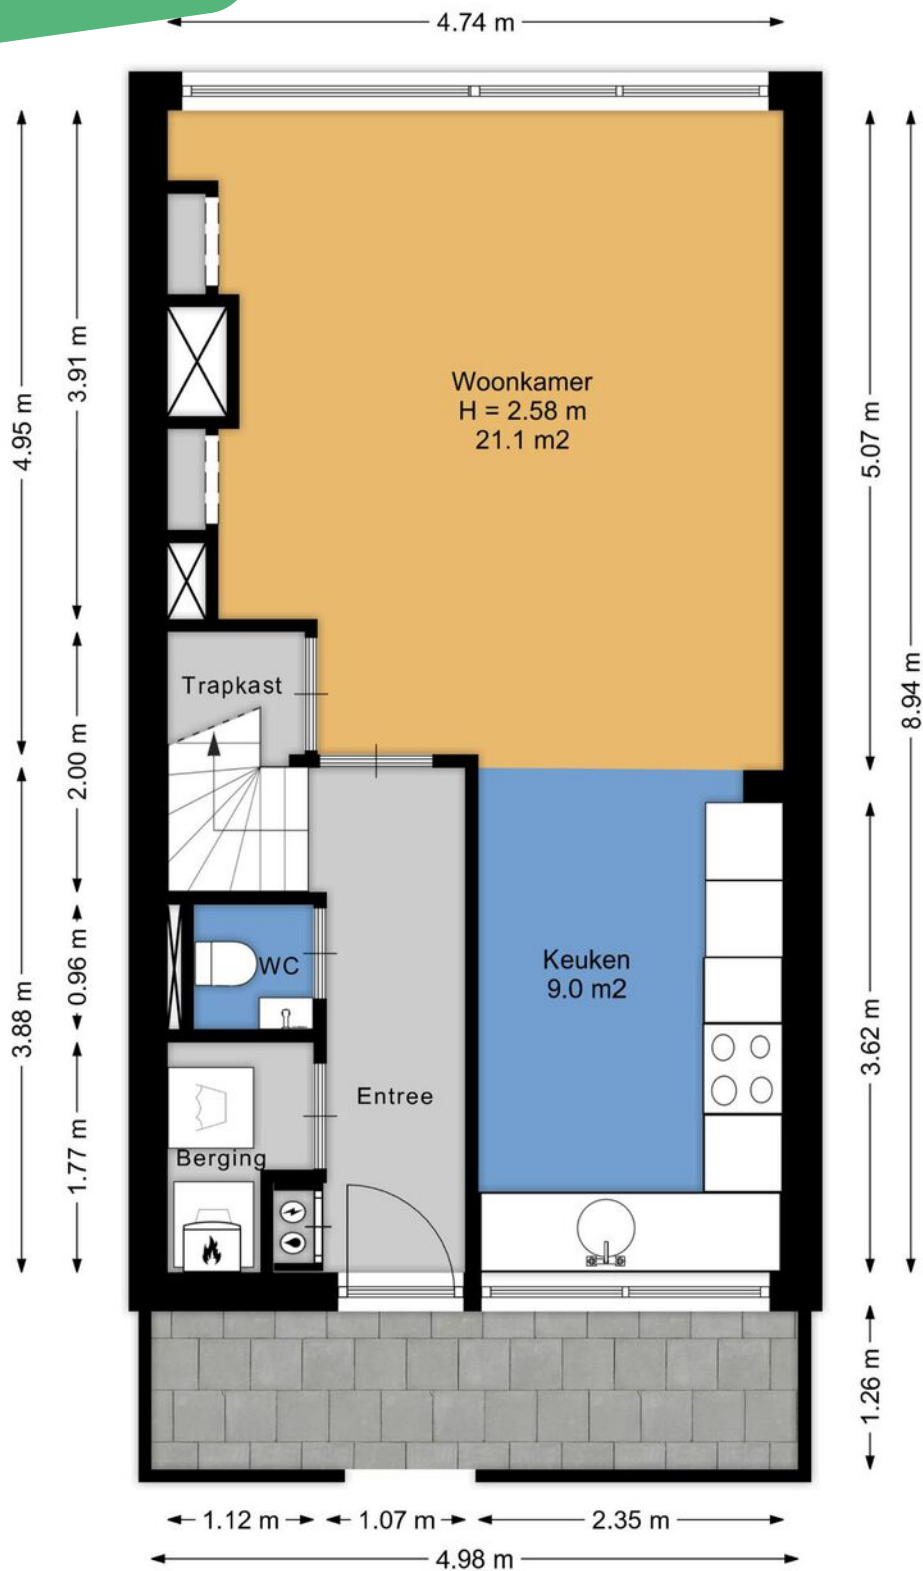 4.74 m
4.95 m
3.91 m
5.07 m
8.94 m
Woonkamer
H = 2.58 m
21.1 m2
Trapkast
2.00 m
3.88 m
0.96 m
WC
Keuken
9.0 m2
3.62 m
Entree
1.77 m
Berging
1.26 m
1.12 m
1.07 m
2.35 m
4.98 m